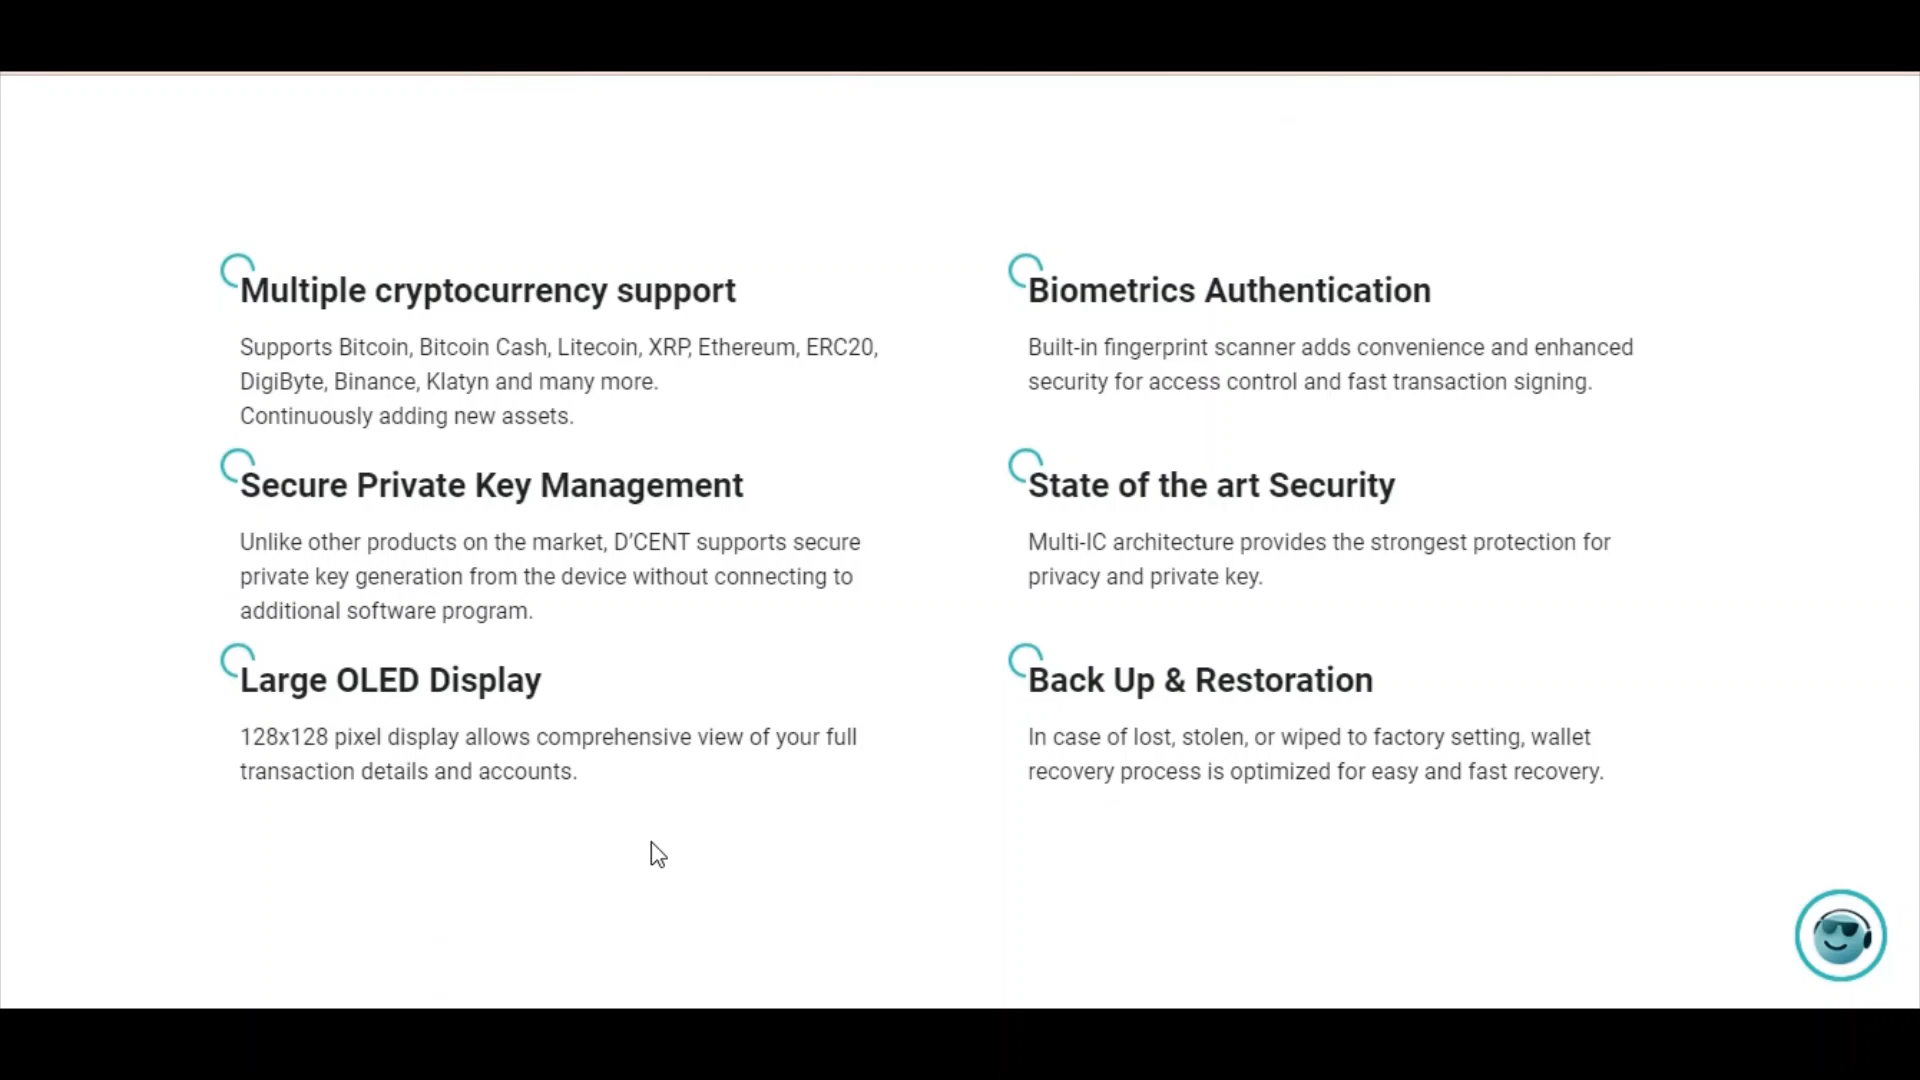 Multiple cryptocurrency support
Supports Bitcoin, Bitcoin Cash, Litecoin, XRP, Ethereum, ERC20,
DigiByte, Binance, Klatyn and many more.
Continuously adding new assets.
Secure Private Key Management
Unlike other products on the market, D'CENT supports secure
private key generation from the device without connecting to
additional software program.
Large OLED Display
128x128 pixel display allows comprehensive view of your full
transaction details and accounts.
Biometrics Authentication
Built-in fingerprint scanner adds convenience and enhanced
security for access control and fast transaction signing.
State of the art Security
Multi-IC architecture provides the strongest protection for
privacy and private key.
Back Up & Restoration
In case of lost, stolen, or wiped to factory setting, wallet
recovery process is optimized for easy and fast recovery.